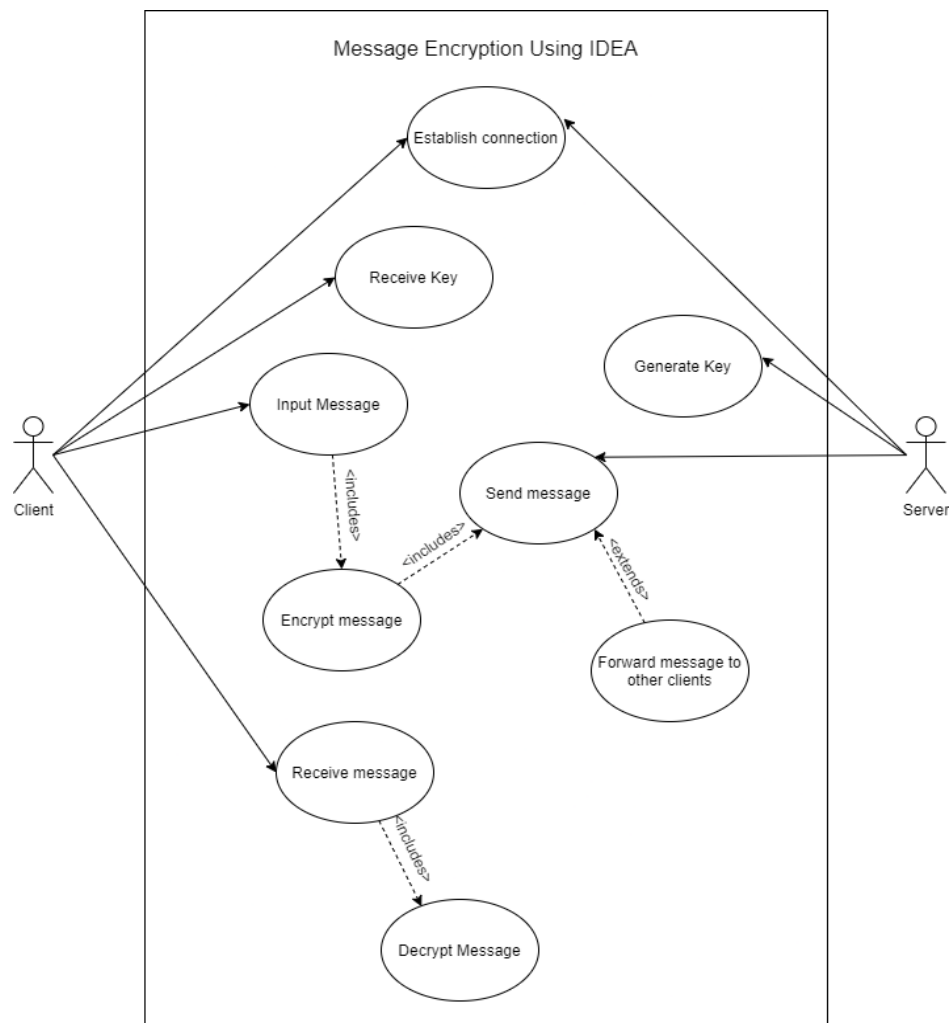 Message Encryption Using IDEA
Establish connection
Receive Key
Generate Key
Input Message
Client
Server
<includes>
Send message
<includes>
<extends>
Encrypt message
Forward message to
other clients
Receive message
<includes>
Decrypt Message